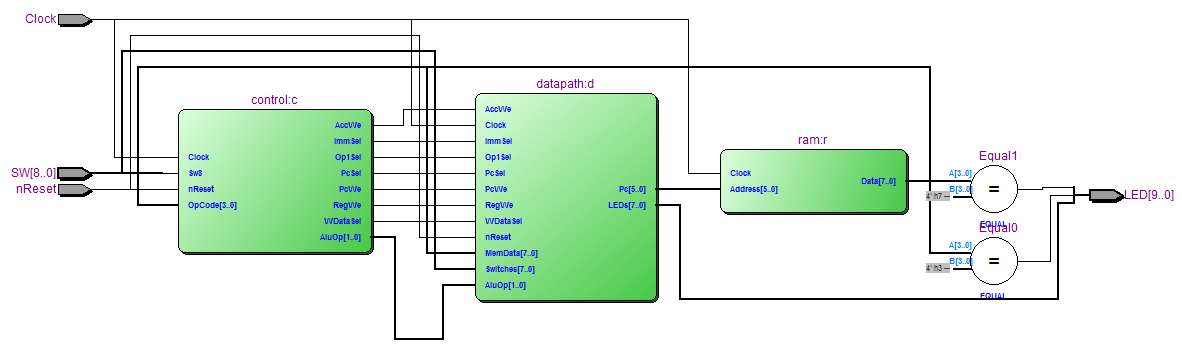 Clock
SW[8..0]
nReset
control:c
Clock
Sw8
nReset
OpCode[3..0]
AccWe
ImmSel
Op1Sel
PcSel
PcWe
RegWe
WDataSel
AluOp[1..0]
datapath:d
AccWe
Clock
ImmSel
Op1Sel
PcSel
PcWe
RegWe
WDataSel
nReset
MemData[7..0]
Switches[7..0]
AluOp[1..0]
Pc[5..0]
LEDs[7..0]
ram:r
Clock
Address[5..0]
Data[7..0]
Equal1
A[3..0]
B[3..0]
4' h7
=
EQUAL
Equal0
A[3..0]
B[3..0]
4' h3
=
EQUAL
LED[9..0]